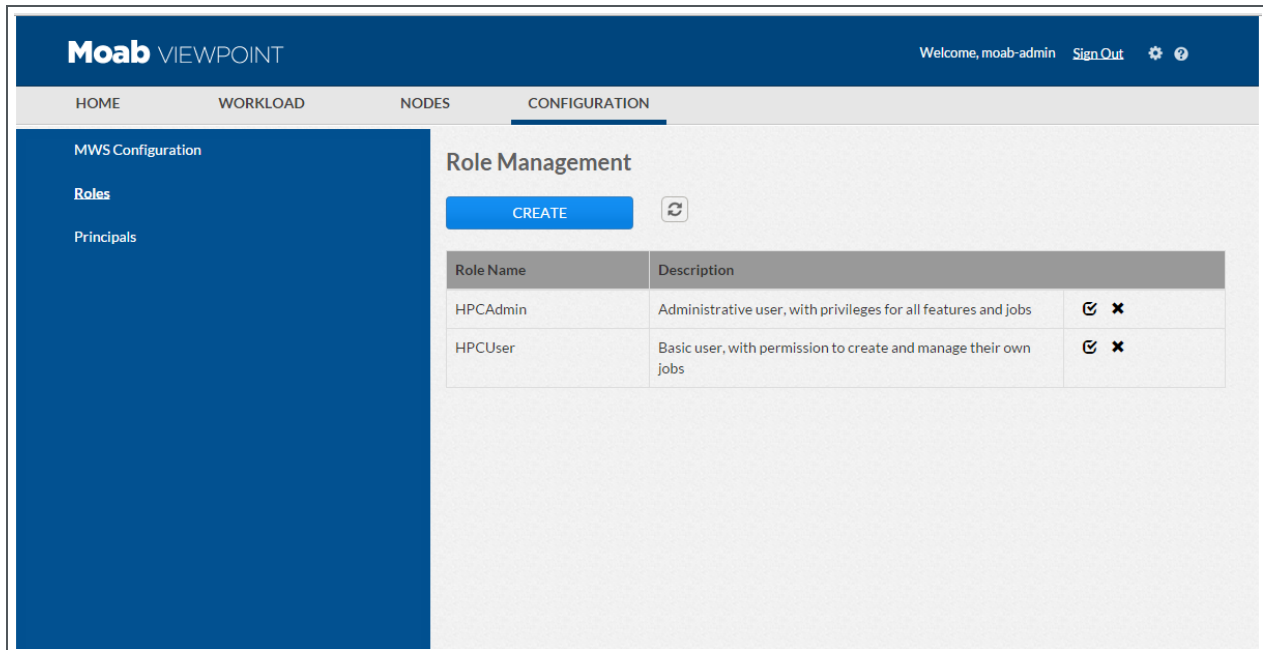 Moab VIEWPOINT
Welcome, moab-admin Sign Out
HOME WORKLOAD NODES CONFIGURATION
MWS Configuration
Roles
Principals
Role Management
CREATE
Role Name Description
HPCAdmin Administrative user, with privileges for all features and jobs
HPCUser Basic user, with permission to create and manage their own
jobs